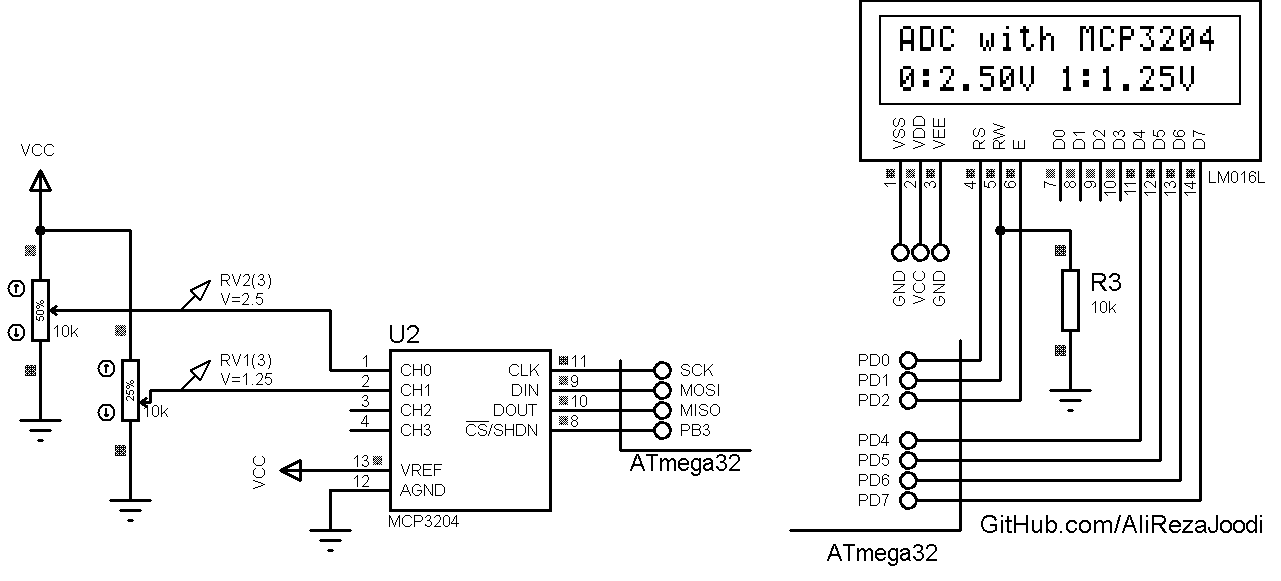 ADC with MCP3204
0:2.50V 1:1.25V
VSS
VDD
VEE
RS
RW
E
D0
D1
D2
D3
D4
D5
D6
D7
1
2
3
4
5
6
7
8
9
10
11
12
13
14
LM016L
GND
VCC
GND
R3
10k
PD0
PD1
PD2
PD4
PD5
PD6
PD7
GitHub.com/AliRezaJoodi
ATmega32
VCC
50%
10k
RV2(3)
V=2.5
25%
10k
RV1(3)
V=1.25
U2
1 CH0 CLK 11 SCK
2 CH1 DIN 9 MOSI
3 CH2 DOUT 10 MISO
4 CH3 CS/SHDN 8 PB3
VCC 13 VREF
12 AGND
MCP3204
ATmega32